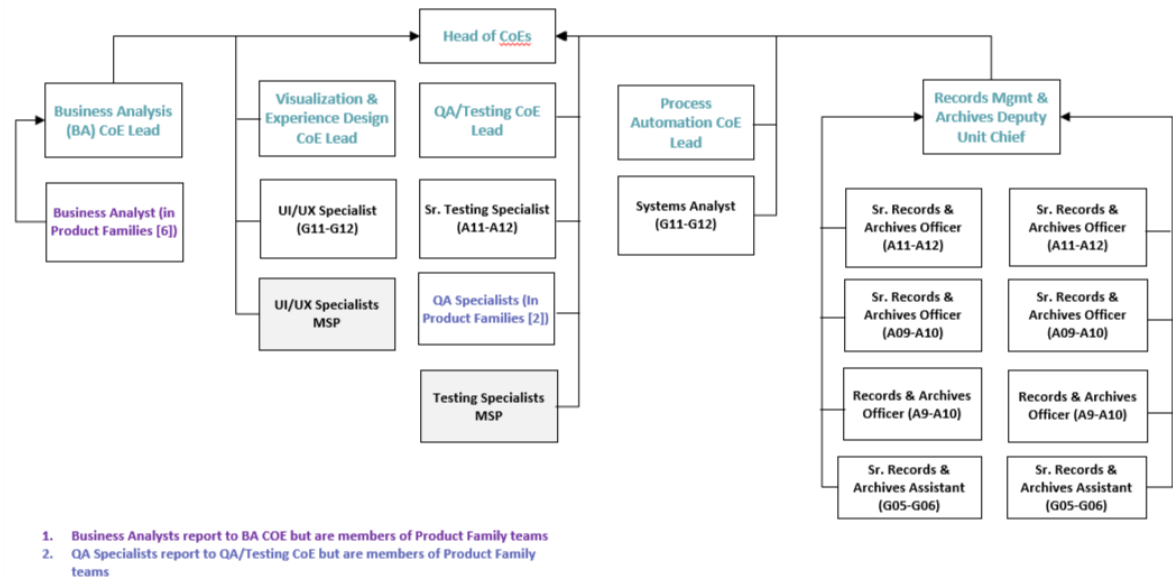 Head of CoEs
Business Analysis
(BA) CoE Lead
Visualization &
Experience Design
CoE Lead
QA/Testing CoE
Lead
Process
Automation CoE
Lead
Records Mgmt &
Archives Deputy
Unit Chief
Business Analyst (in
Product Families [6])
UI/UX Specialist
(G11-G12)
Sr. Testing Specialist
(A11-A12)
Systems Analyst
(G11-G12)
Sr. Records &
Archives Officer
(A11-A12)
Sr. Records &
Archives Officer
(A11-A12)
UI/UX Specialists
MSP
QA Specialists (In
Product Families [2])
Sr. Records &
Archives Officer
(A09-A10)
Sr. Records &
Archives Officer
(A09-A10)
Testing Specialists
MSP
Records & Archives
Officer (A9-A10)
Records & Archives
Officer (A9-A10)
Sr. Records &
Archives Assistant
(G05-G06)
Sr. Records &
Archives Assistant
(G05-G06)
1. Business Analysts report to BA COE but are members of Product Family teams
2. QA Specialists report to QA/Testing CoE but are members of Product Family
teams